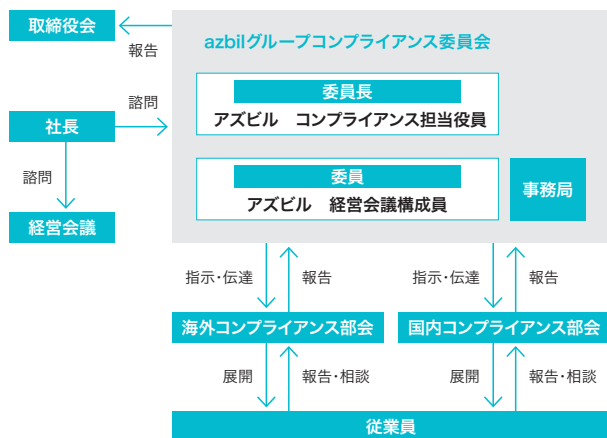 取締役会
報告
azbilグループコンプライアンス委員会
委員長
アズビル　コンプライアンス担当役員
諮問
社長
諮問
経営会議
委員
アズビル　経営会議構成員
事務局
指示・伝達
報告
指示・伝達
報告
海外コンプライアンス部会
国内コンプライアンス部会
展開
報告・相談
展開
報告・相談
従業員